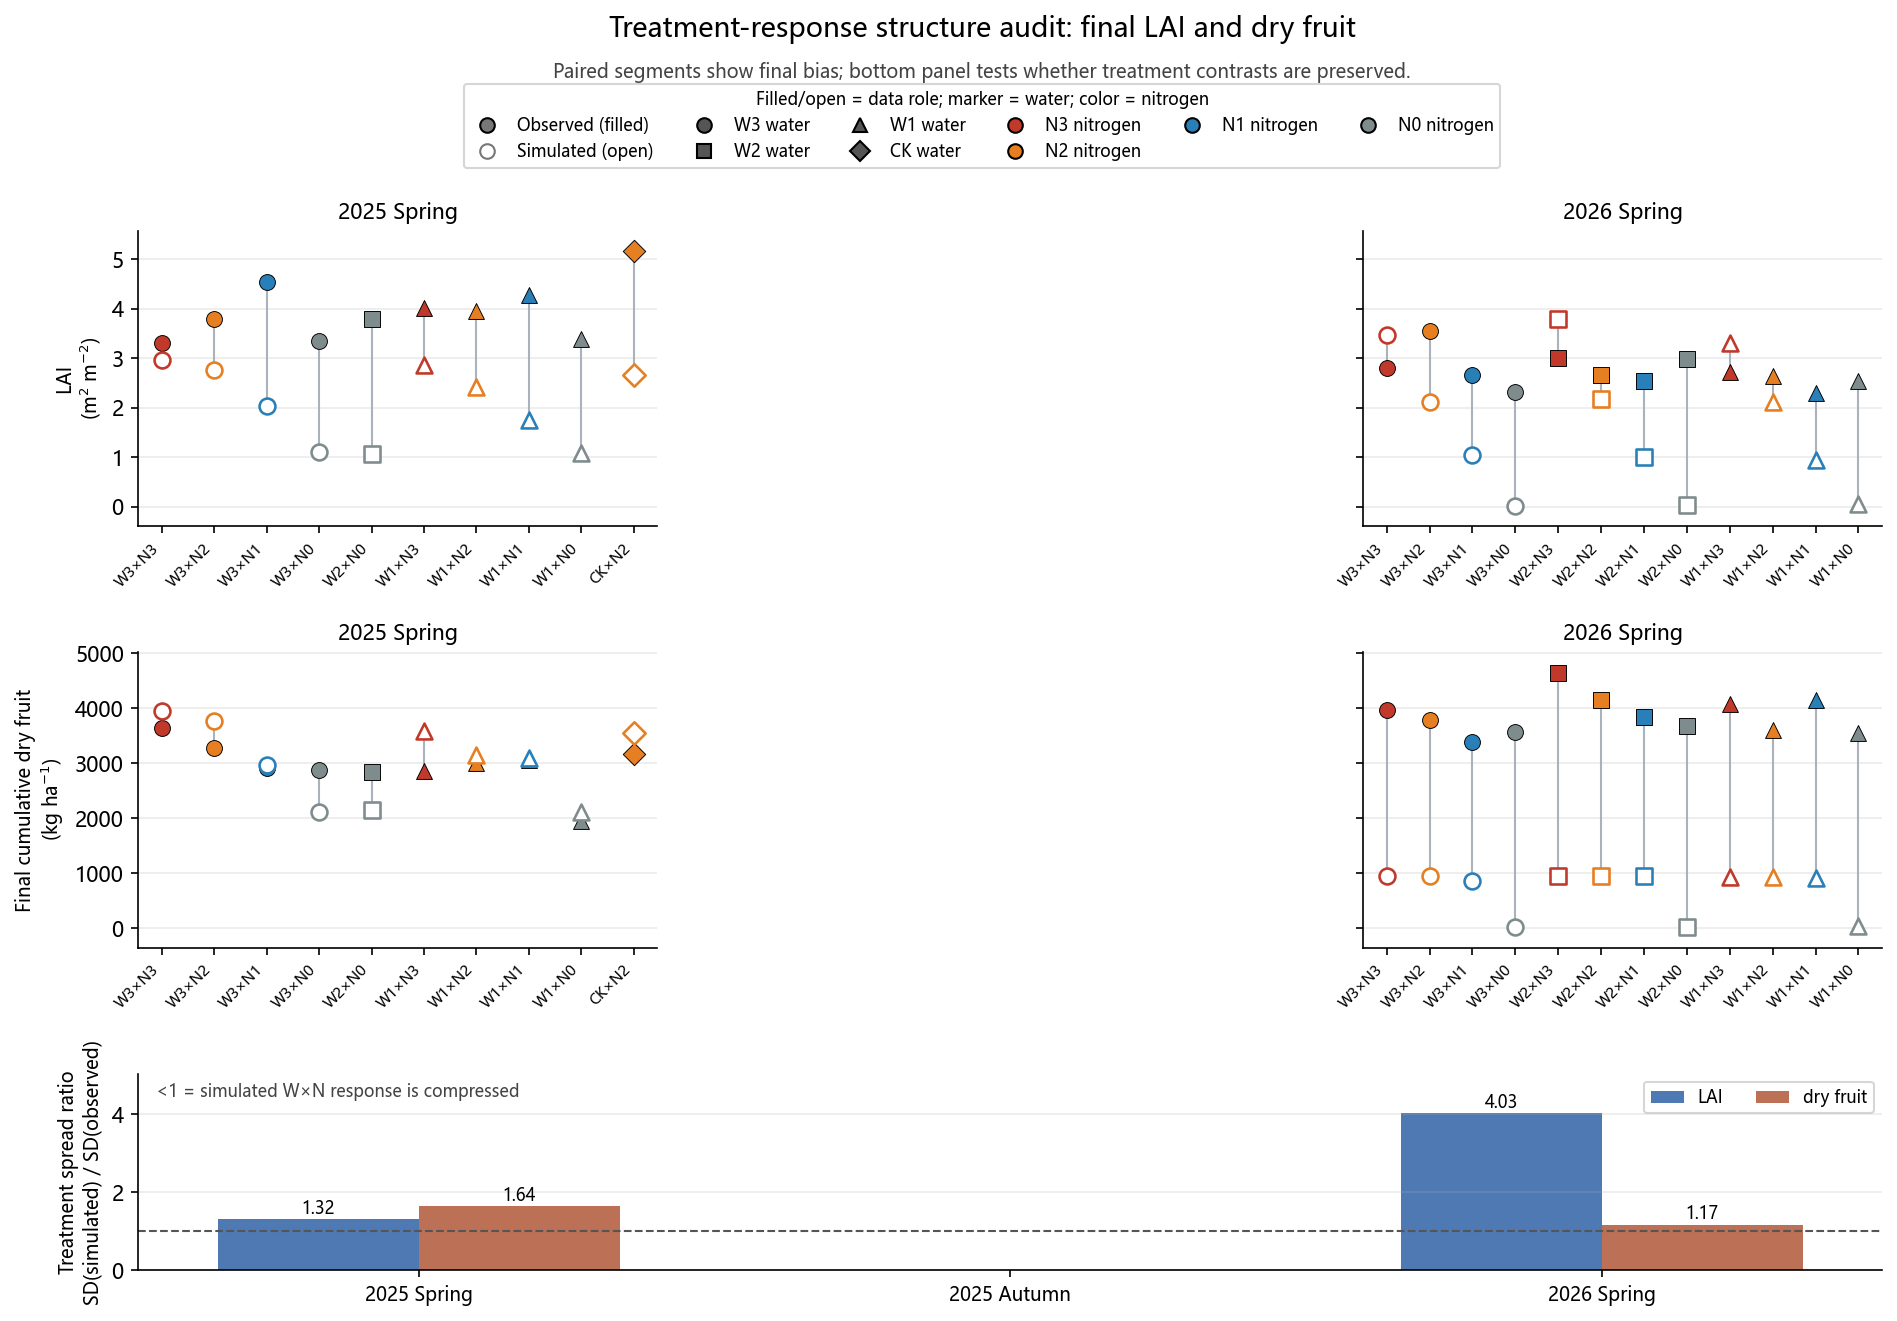 Treatment-response structure audit: final LAI and dry fruit
Paired segments show final bias; bottom panel tests whether treatment contrasts are preserved.
Filled/open = data role; marker = water; color = nitrogen
Observed (filled) W3 water W1 water N3 nitrogen N1 nitrogen N0 nitrogen
Simulated (open) W2 water CK water N2 nitrogen
2025 Spring
LAI
(m² m⁻²)
5
4
3
2
1
0
W3×N3 W3×N2 W3×N1 W3×N0 W2×N0 W1×N3 W1×N2 W1×N1 W1×N0 CK×N2
2026 Spring
W3×N3 W3×N2 W3×N1 W3×N0 W2×N3 W2×N2 W2×N1 W2×N0 W1×N3 W1×N2 W1×N1 W1×N0
2025 Spring
Final cumulative dry fruit
(kg ha⁻¹)
5000
4000
3000
2000
1000
0
W3×N3 W3×N2 W3×N1 W3×N0 W2×N0 W1×N3 W1×N2 W1×N1 W1×N0 CK×N2
2026 Spring
W3×N3 W3×N2 W3×N1 W3×N0 W2×N3 W2×N2 W2×N1 W2×N0 W1×N3 W1×N2 W1×N1 W1×N0
Treatment spread ratio
SD(simulated) / SD(observed)
<1 = simulated W×N response is compressed
LAI dry fruit
4
2
0
1.32
1.64
4.03
1.17
2025 Spring 2025 Autumn 2026 Spring